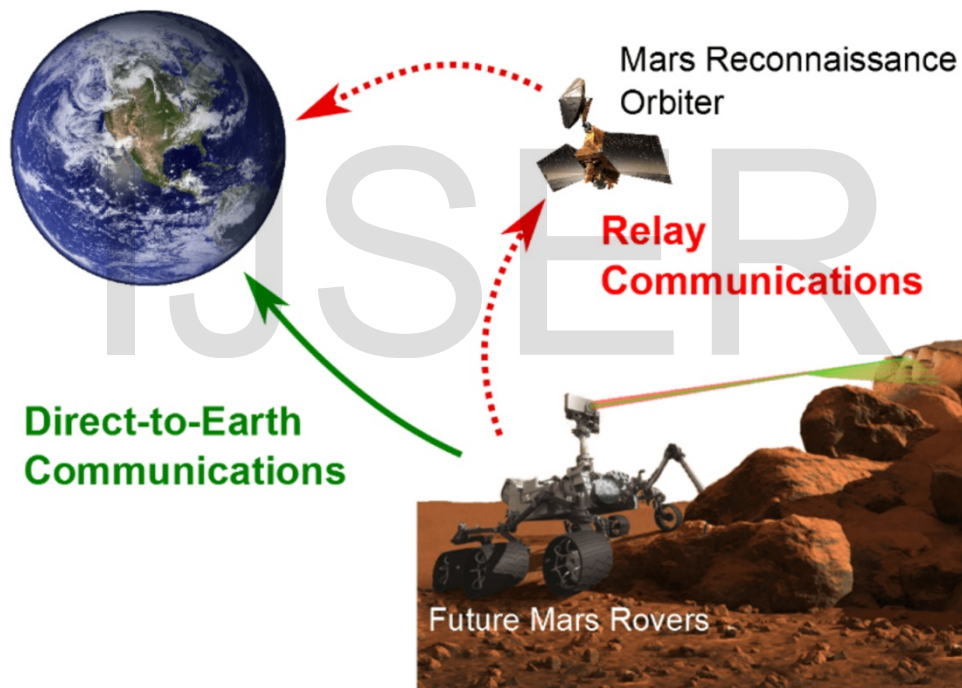 Mars Reconnaissance
Orbiter
IJSER
Relay
Communications
Direct-to-Earth
Communications
Future Mars Rovers